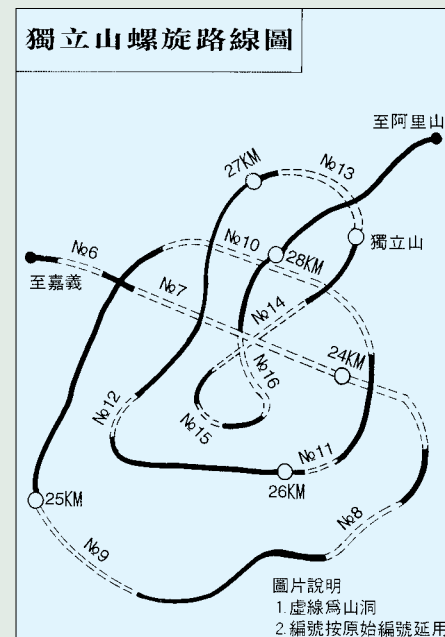 獨立山螺旋路線圖
至阿里山
27KM
№13
獨立山
№10
28KM
№6
至嘉義
№7
№14
24KM
№16
№12
№15
№11
26KM
25KM
№8
№9
圖片說明
1. 虛線爲山洞
2. 編號按原始編號延用